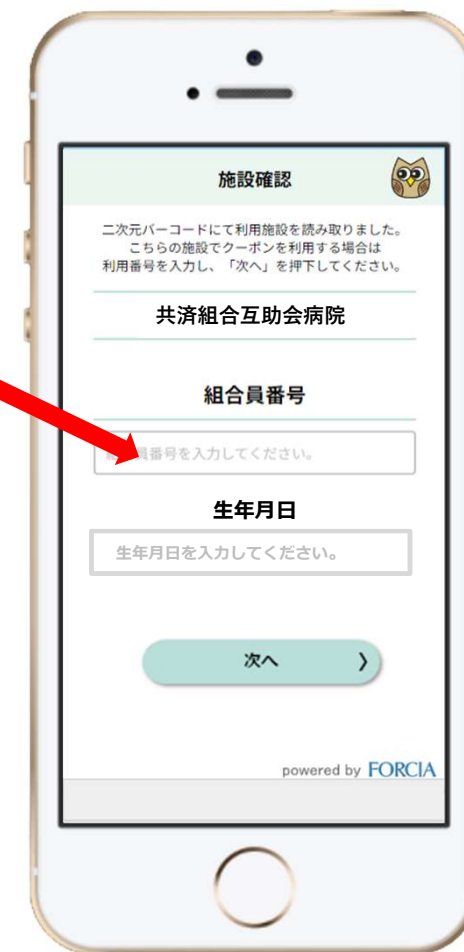 施設確認
二次元バーコードにて利用施設を読み取りました。
こちらの施設でクーポンを利用する場合は
利用番号を入力し、「次へ」を押下してください。
共済組合互助会病院
組合員番号
員番号を入力してください。
生年月日
生年月日を入力してください。
次へ 〉
powered by FORCIA